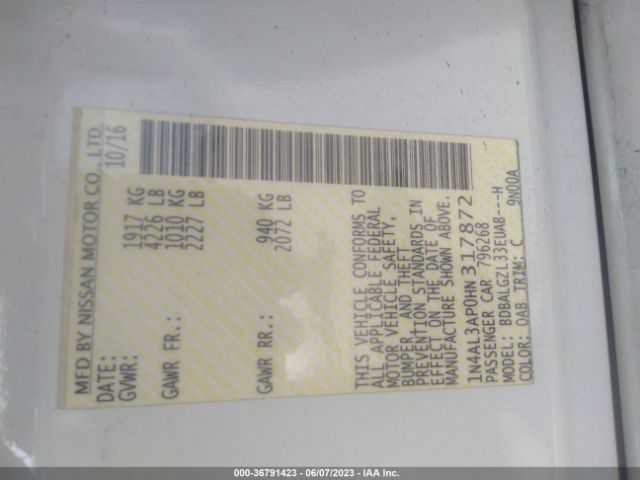 MFD BY NISSAN MOTOR CO., LTD.
DATE: 10/16
GVWR: 1917 KG
4226 LB
GAWR FR.: 1010 KG
2227 LB
GAWR RR.: 940 KG
2072 LB
THIS VEHICLE CONFORMS TO
ALL APPLICABLE FEDERAL
MOTOR VEHICLE SAFETY,
BUMPER, AND THEFT
PREVENTION STANDARDS IN
EFFECT ON THE DATE OF
MANUFACTURE SHOWN ABOVE.
1N4AL3AP0HN317872
PASSENGER CAR 796268
MODEL: BDBALGZL33EUAB---H
COLOR: QAB TRIM: C 9N00A
000-36791423 - 06/07/2023 - IAA Inc.